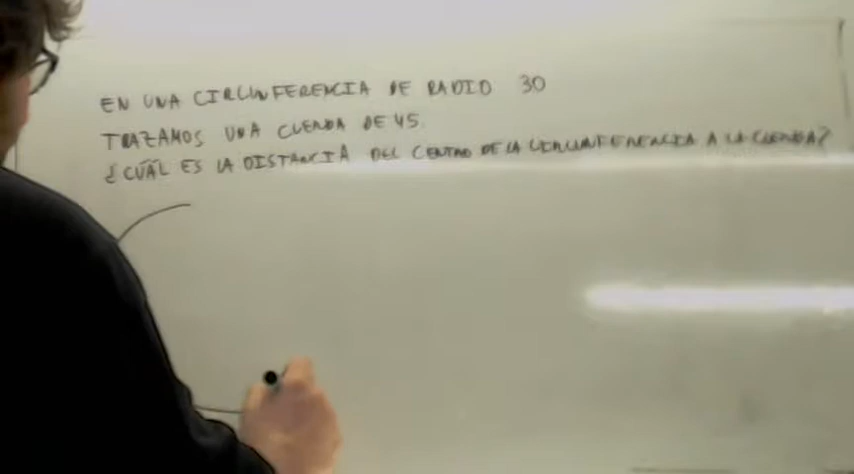 EN UNA CIRCUNFERENCIA DE RADIO 30
TRAZAMOS UNA CUERDA DE 45
¿CUÁL ES LA DISTANCIA DEL CENTRO DE LA CIRCUNFERENCIA A LA CUERDA?